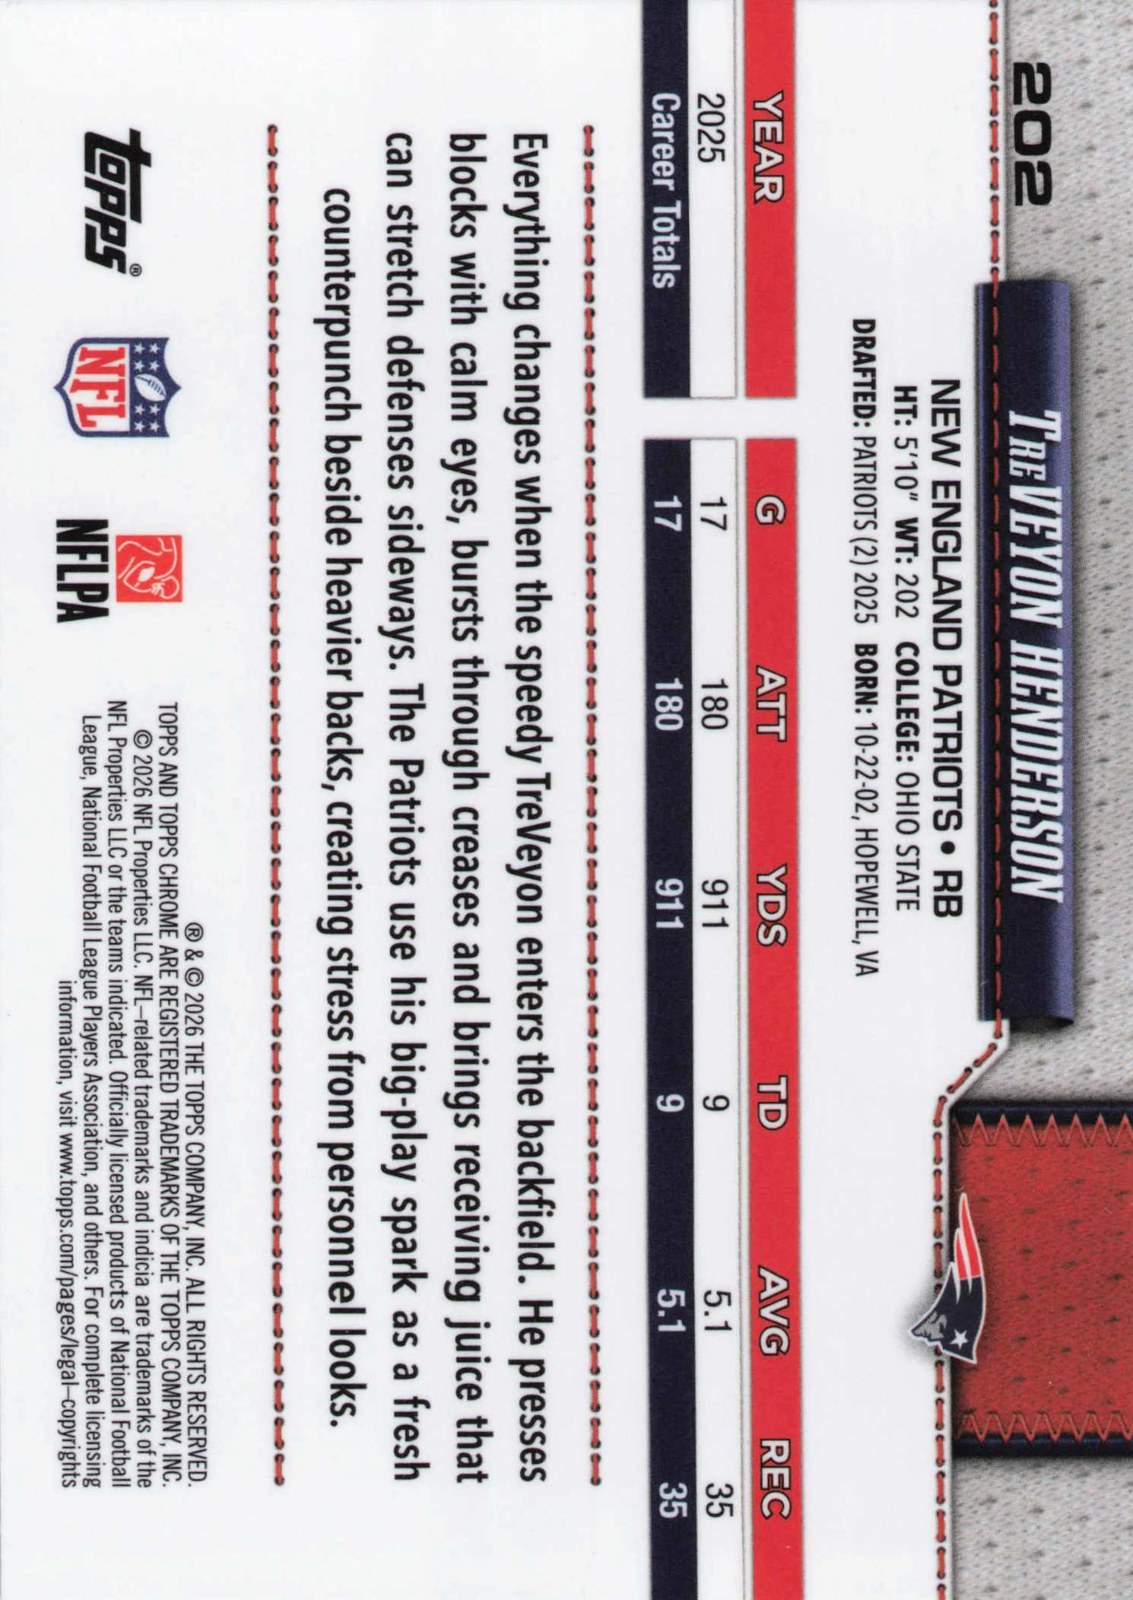 202
TREVEYON HENDERSON
NEW ENGLAND PATRIOTS • RB
HT: 5'10" WT: 202 COLLEGE: OHIO STATE
DRAFTED: PATRIOTS (2) 2025 BORN: 10-22-02, HOPEWELL, VA
YEAR G ATT YDS TD AVG REC
2025 17 180 911 9 5.1 35
Career Totals 17 180 911 9 5.1 35
Everything changes when the speedy TreVeyon enters the backfield. He presses
blocks with calm eyes, bursts through creases and brings receiving juice that
can stretch defenses sideways. The Patriots use his big-play spark as a fresh
counterpunch beside heavier backs, creating stress from personnel looks.
topps®
NFL
NFLPA
® & © 2026 THE TOPPS COMPANY, INC. ALL RIGHTS RESERVED.
TOPPS AND TOPPS CHROME ARE REGISTERED TRADEMARKS OF THE TOPPS COMPANY, INC.
© 2026 NFL Properties LLC. NFL-related trademarks and indicia are trademarks of the
NFL Properties LLC or the teams indicated. Officially licensed products of National Football
League, National Football League Players Association, and others. For complete licensing
information, visit www.topps.com/pages/legal-copyrights